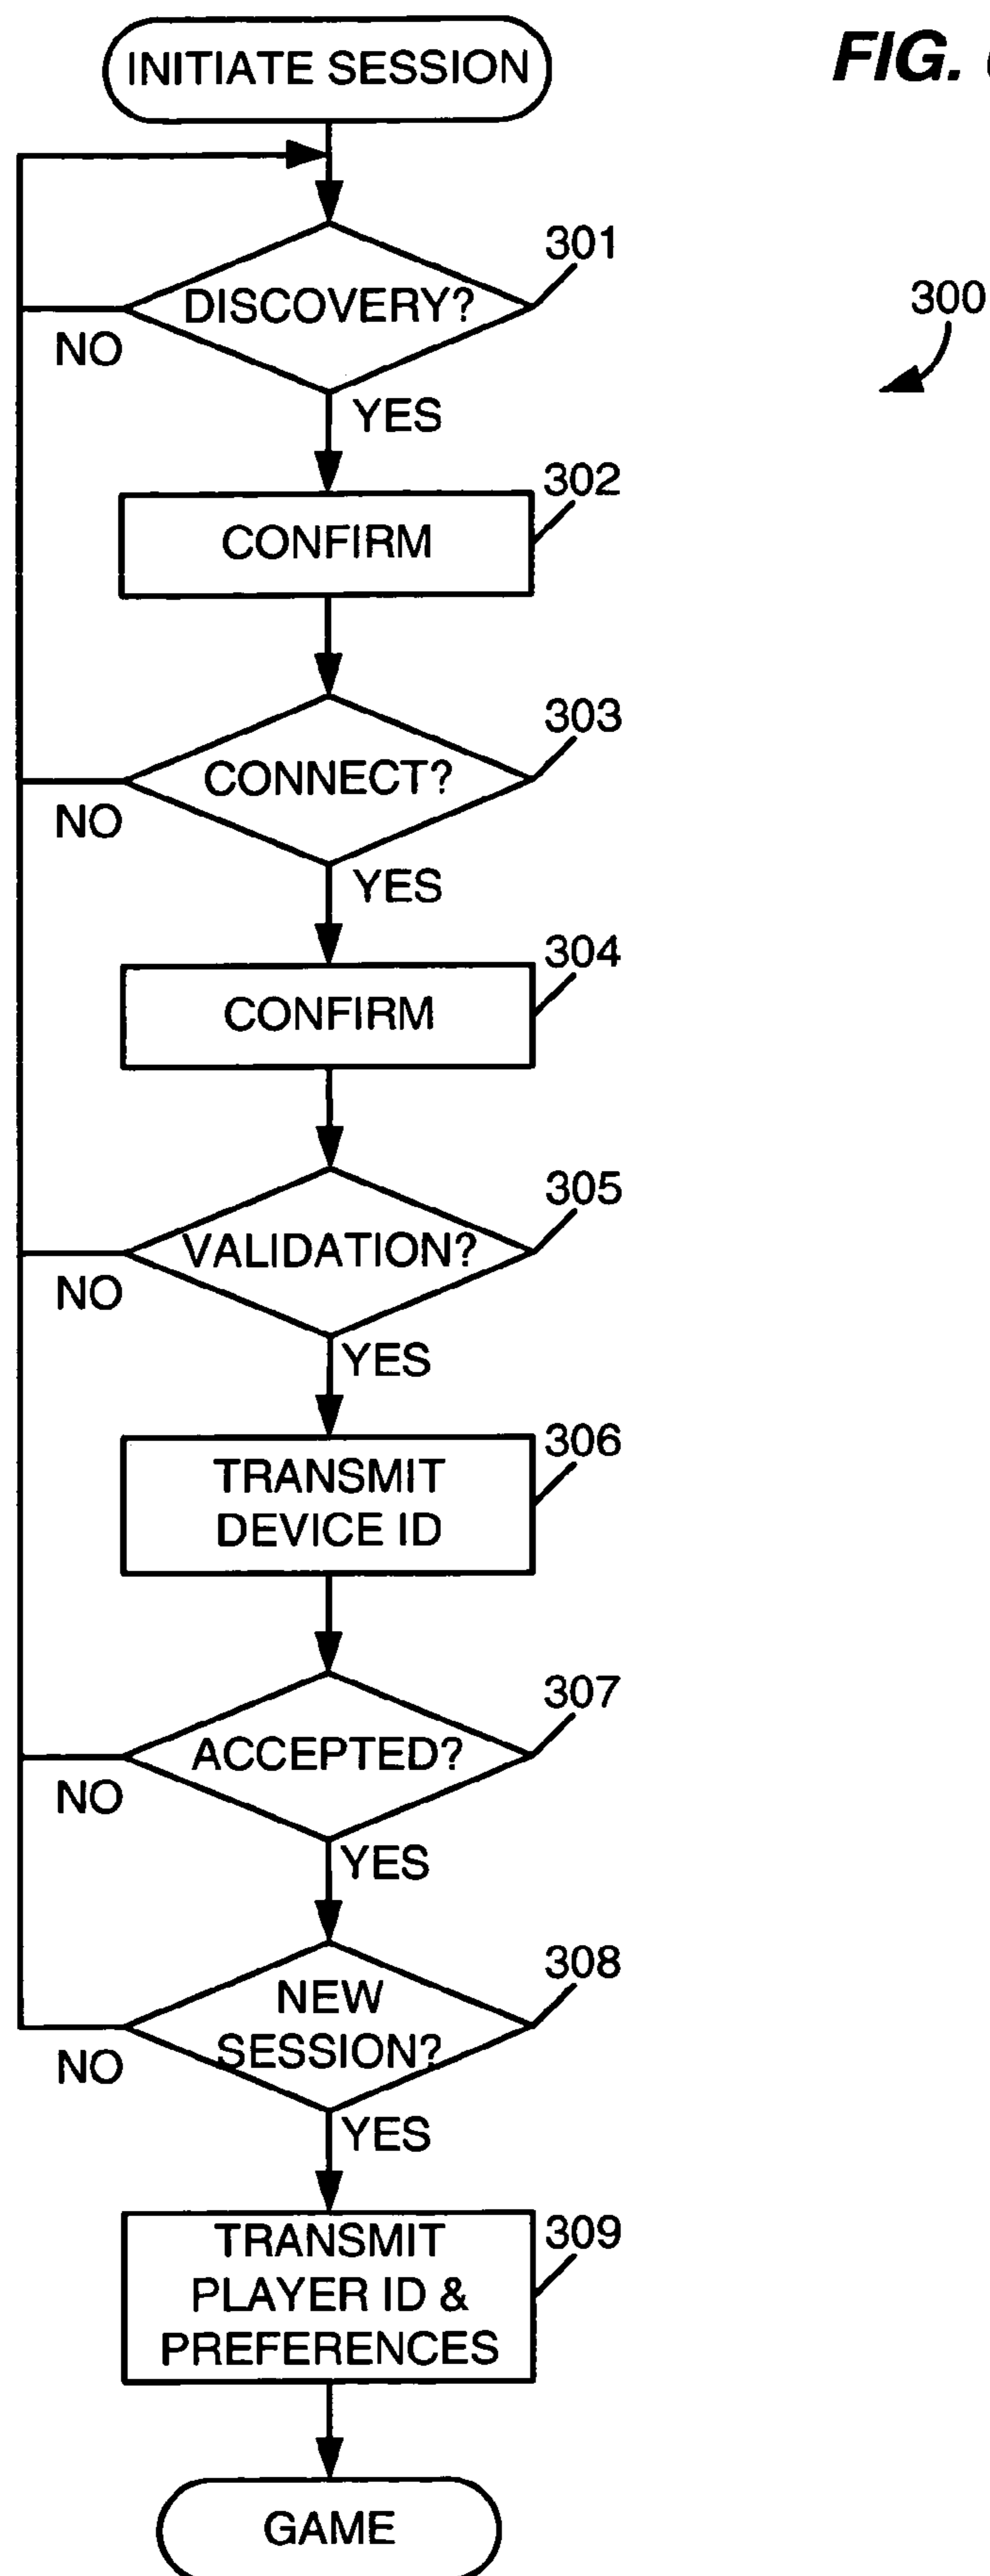 INITIATE SESSION
FIG.
301
DISCOVERY?
300
NO
YES
302
CONFIRM
303
CONNECT?
NO
YES
304
CONFIRM
305
VALIDATION?
NO
YES
306
TRANSMIT
DEVICE ID
307
ACCEPTED?
NO
YES
308
NEW
SESSION?
NO
YES
309
TRANSMIT
PLAYER ID &
PREFERENCES
GAME